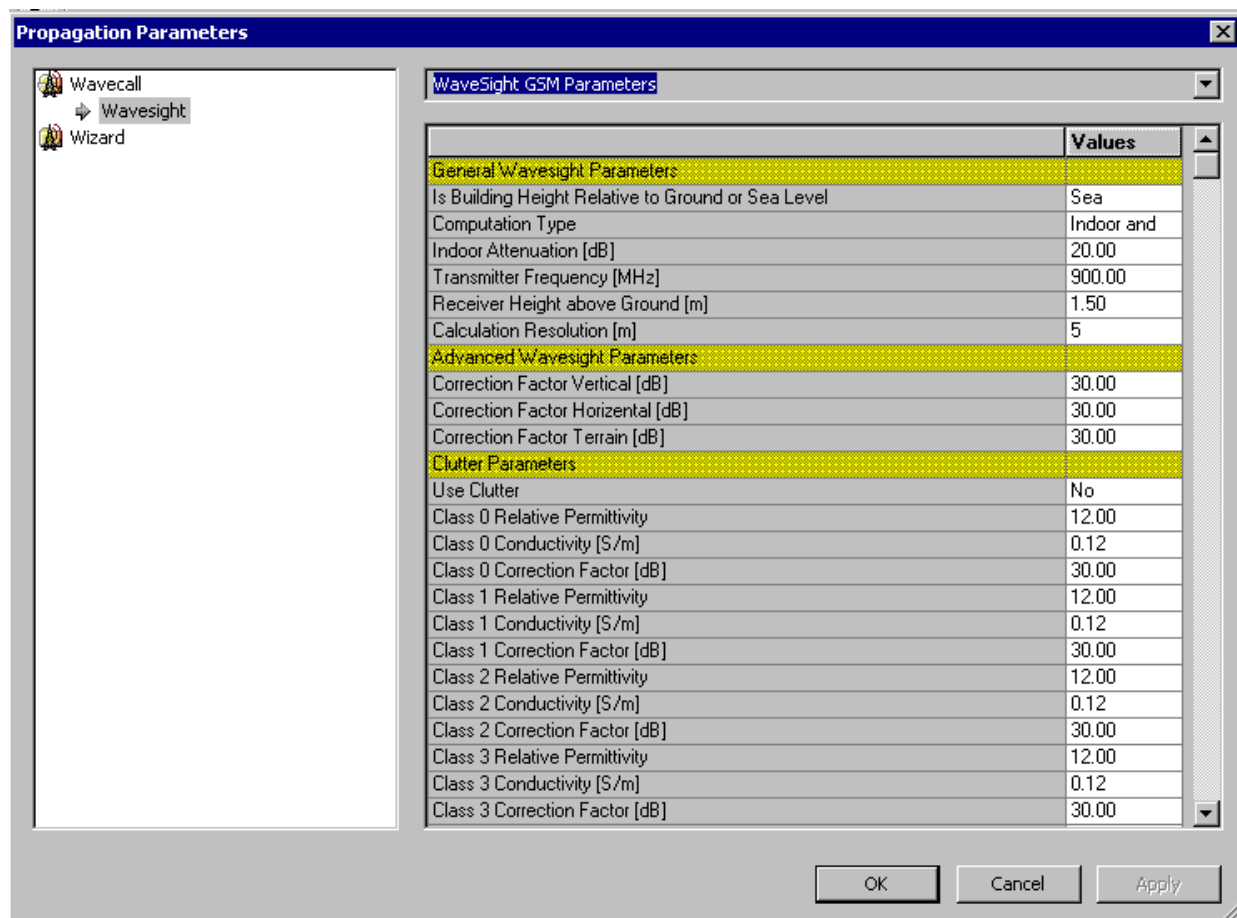 Propagation Parameters
Wavecall
Wavesight
Wizard
WaveSight GSM Parameters
Values
General Wavesight Parameters
Is Building Height Relative to Ground or Sea Level Sea
Computation Type Indoor and
Indoor Attenuation [dB] 20.00
Transmitter Frequency [MHz] 900.00
Receiver Height above Ground [m] 1.50
Calculation Resolution [m] 5
Advanced Wavesight Parameters
Correction Factor Vertical [dB] 30.00
Correction Factor Horizental [dB] 30.00
Correction Factor Terrain [dB] 30.00
Clutter Parameters
Use Clutter No
Class 0 Relative Permittivity 12.00
Class 0 Conductivity [S/m] 0.12
Class 0 Correction Factor [dB] 30.00
Class 1 Relative Permittivity 12.00
Class 1 Conductivity [S/m] 0.12
Class 1 Correction Factor [dB] 30.00
Class 2 Relative Permittivity 12.00
Class 2 Conductivity [S/m] 0.12
Class 2 Correction Factor [dB] 30.00
Class 3 Relative Permittivity 12.00
Class 3 Conductivity [S/m] 0.12
Class 3 Correction Factor [dB] 30.00
OK Cancel Apply